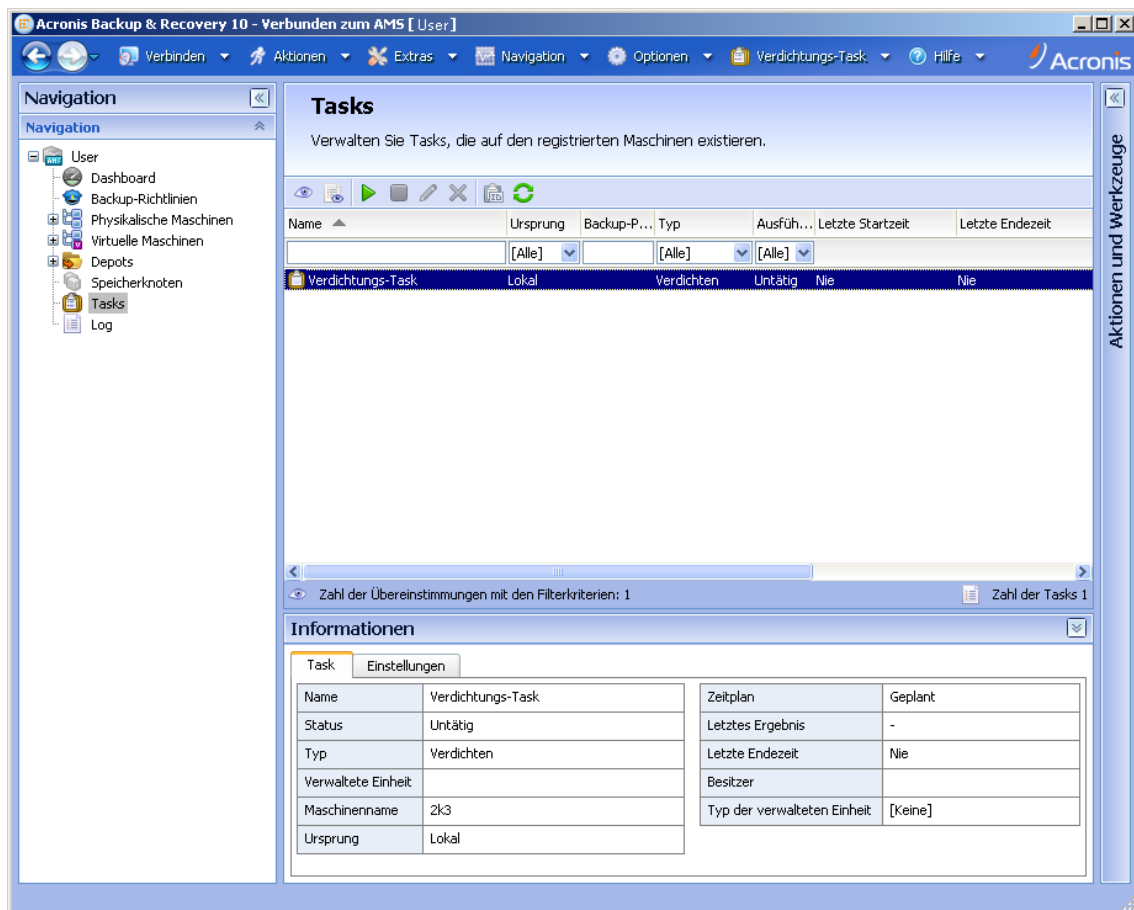 Acronis Backup & Recovery 10 - Verbunden zum AMS [ User ]
Verbinden Aktionen Extras Navigation Optionen Verdichtungs-Task Hilfe Acronis
Navigation
Navigation
User
Dashboard
Backup-Richtlinien
Physikalische Maschinen
Virtuelle Maschinen
Depots
Speicherknoten
Tasks
Log
Tasks
Verwalten Sie Tasks, die auf den registrierten Maschinen existieren.
Name Ursprung Backup-P... Typ Ausfüh... Letzte Startzeit Letzte Endezeit
[Alle] [Alle] [Alle]
Verdichtungs-Task Lokal Verdichten Untätig Nie Nie
Zahl der Übereinstimmungen mit den Filterkriterien: 1 Zahl der Tasks 1
Informationen
Task Einstellungen
Name Verdichtungs-Task Zeitplan Geplant
Status Untätig Letztes Ergebnis -
Typ Verdichten Letzte Endezeit Nie
Verwaltete Einheit Besitzer
Maschinenname 2k3 Typ der verwalteten Einheit [Keine]
Ursprung Lokal
Aktionen und Werkzeuge